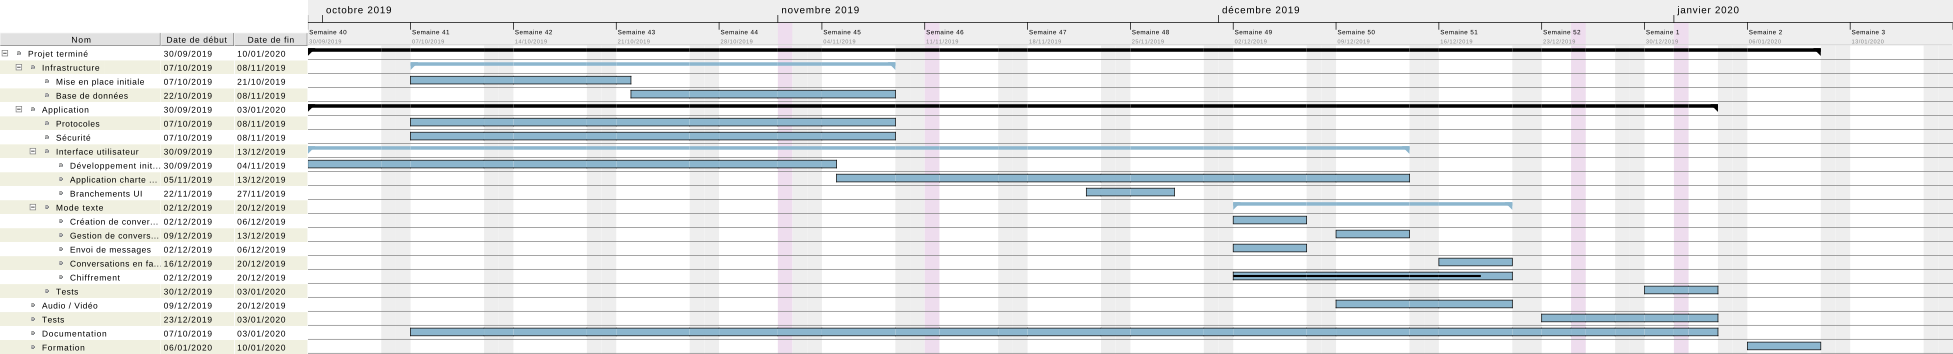 octobre 2019 novembre 2019 décembre 2019 janvier 2020
Semaine 40 Semaine 41 Semaine 42 Semaine 43 Semaine 44 Semaine 45 Semaine 46 Semaine 47 Semaine 48 Semaine 49 Semaine 50 Semaine 51 Semaine 52 Semaine 1 Semaine 2 Semaine 3
Nom Date de début Date de fin 30/09/2019 07/10/2019 14/10/2019 21/10/2019 28/10/2019 04/11/2019 11/11/2019 18/11/2019 25/11/2019 02/12/2019 09/12/2019 16/12/2019 23/12/2019 30/12/2019 06/01/2020 13/01/2020
Projet terminé 30/09/2019 10/01/2020
Infrastructure 07/10/2019 08/11/2019
Mise en place initiale 07/10/2019 21/10/2019
Base de données 22/10/2019 08/11/2019
Application 30/09/2019 03/01/2020
Protocoles 07/10/2019 08/11/2019
Sécurité 07/10/2019 08/11/2019
Interface utilisateur 30/09/2019 13/12/2019
Développement init... 30/09/2019 04/11/2019
Application charte ... 05/11/2019 13/12/2019
Branchements UI 22/11/2019 27/11/2019
Mode texte 02/12/2019 20/12/2019
Création de conver... 02/12/2019 06/12/2019
Gestion de convers... 09/12/2019 13/12/2019
Envoi de messages 02/12/2019 06/12/2019
Conversations en fa... 16/12/2019 20/12/2019
Chiffrement 02/12/2019 20/12/2019
Tests 30/12/2019 03/01/2020
Audio / Vidéo 09/12/2019 20/12/2019
Tests 23/12/2019 03/01/2020
Documentation 07/10/2019 03/01/2020
Formation 06/01/2020 10/01/2020